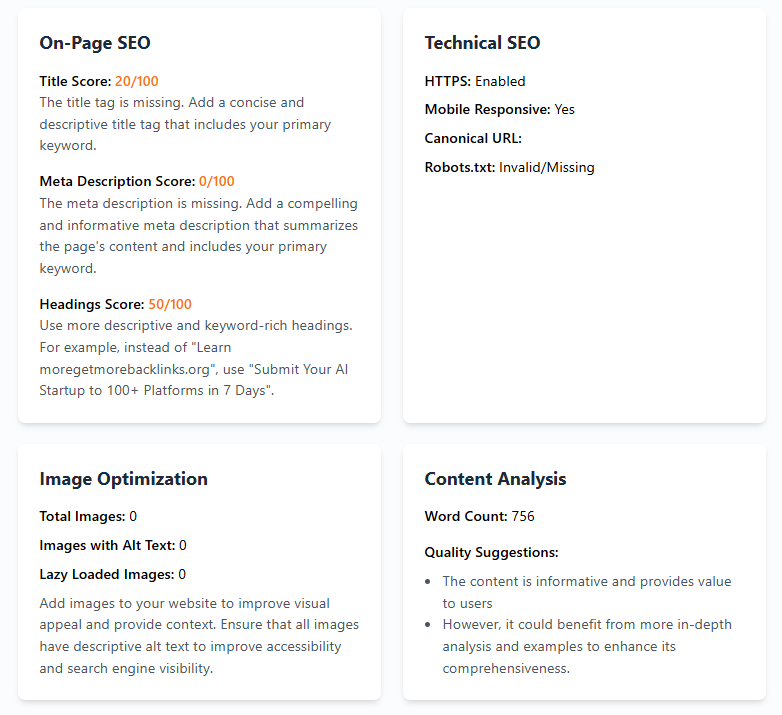 On-Page SEO
Title Score: 20/100
The title tag is missing. Add a concise and
descriptive title tag that includes your primary
keyword.
Meta Description Score: 0/100
The meta description is missing. Add a compelling
and informative meta description that summarizes
the page's content and includes your primary
keyword.
Headings Score: 50/100
Use more descriptive and keyword-rich headings.
For example, instead of "Learn
moregetmorebacklinks.org", use "Submit Your AI
Startup to 100+ Platforms in 7 Days".
Technical SEO
HTTPS: Enabled
Mobile Responsive: Yes
Canonical URL:
Robots.txt: Invalid/Missing
Image Optimization
Total Images: 0
Images with Alt Text: 0
Lazy Loaded Images: 0
Add images to your website to improve visual
appeal and provide context. Ensure that all images
have descriptive alt text to improve accessibility
and search engine visibility.
Content Analysis
Word Count: 756
Quality Suggestions:
• The content is informative and provides value
to users
• However, it could benefit from more in-depth
analysis and examples to enhance its
comprehensiveness.